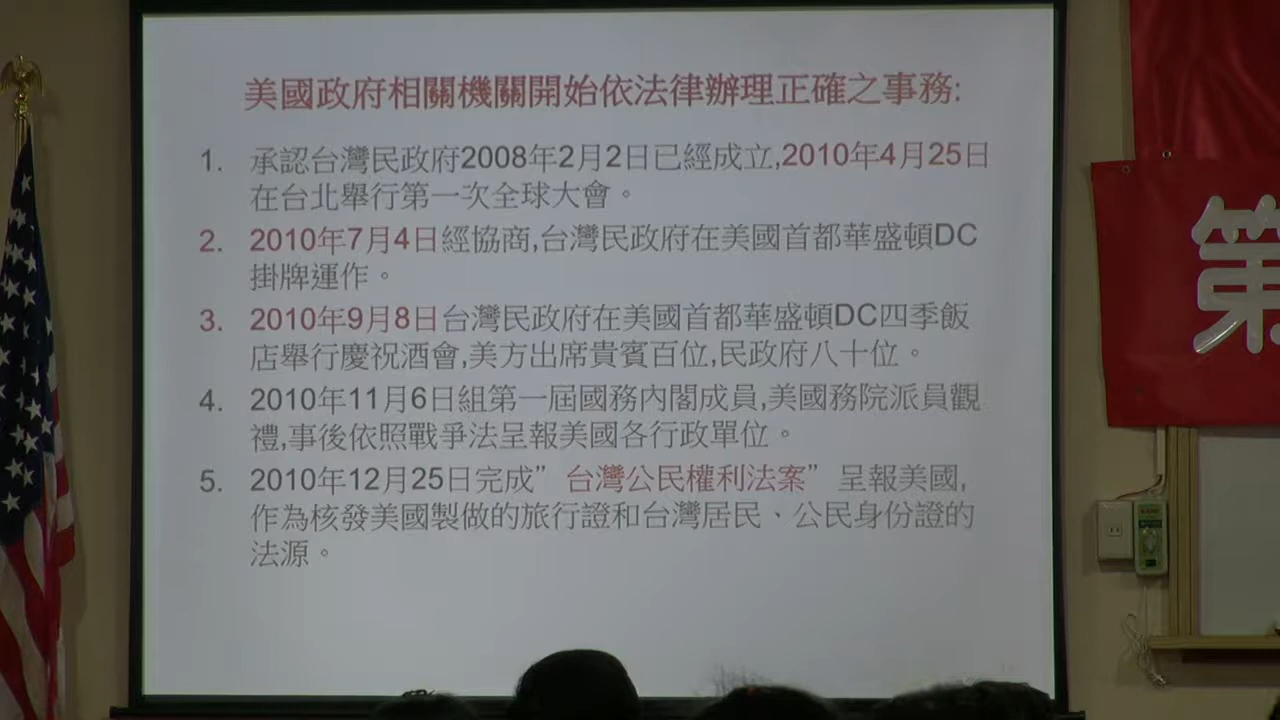 美國政府相關機關開始依法律辦理正確之事務:
1. 承認台灣民政府2008年2月2日已經成立,2010年4月25日
在台北舉行第一次全球大會。
2. 2010年7月4日經協商,台灣民政府在美國首都華盛頓DC
掛牌運作。
3. 2010年9月8日台灣民政府在美國首都華盛頓DC四季飯
店舉行慶祝酒會,美方出席貴賓百位,民政府八十位。
4. 2010年11月6日組第一屆國務內閣成員,美國務院派員觀
禮,事後依照戰爭法呈報美國各行政單位。
5. 2010年12月25日完成”台灣公民權利法案”呈報美國,
作為核發美國製做的旅行證和台灣居民、公民身份證的
法源。
第